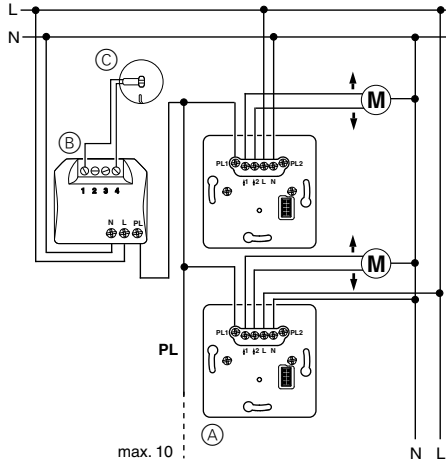 L
N
C
B
1 2 3 4
N L PL
M
PL1 1 2 L N PL2
M
PL1 1 2 L N PL2
PL
A
max. 10
N L